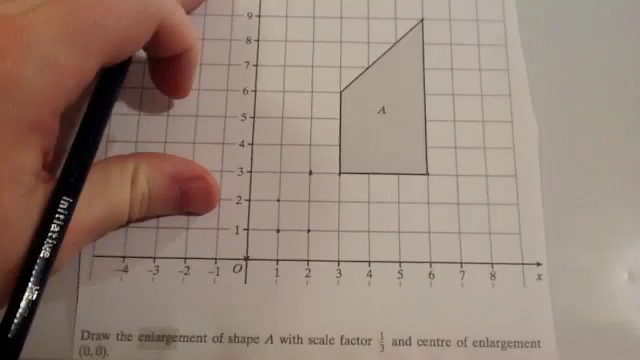 9
8
7
6
5
4
3
2
1
A
-4 -3 -2 -1 O 1 2 3 4 5 6 7 8 x
initiative
Draw the enlargement of shape A with scale factor 1/3 and centre of enlargement
(0, 0).